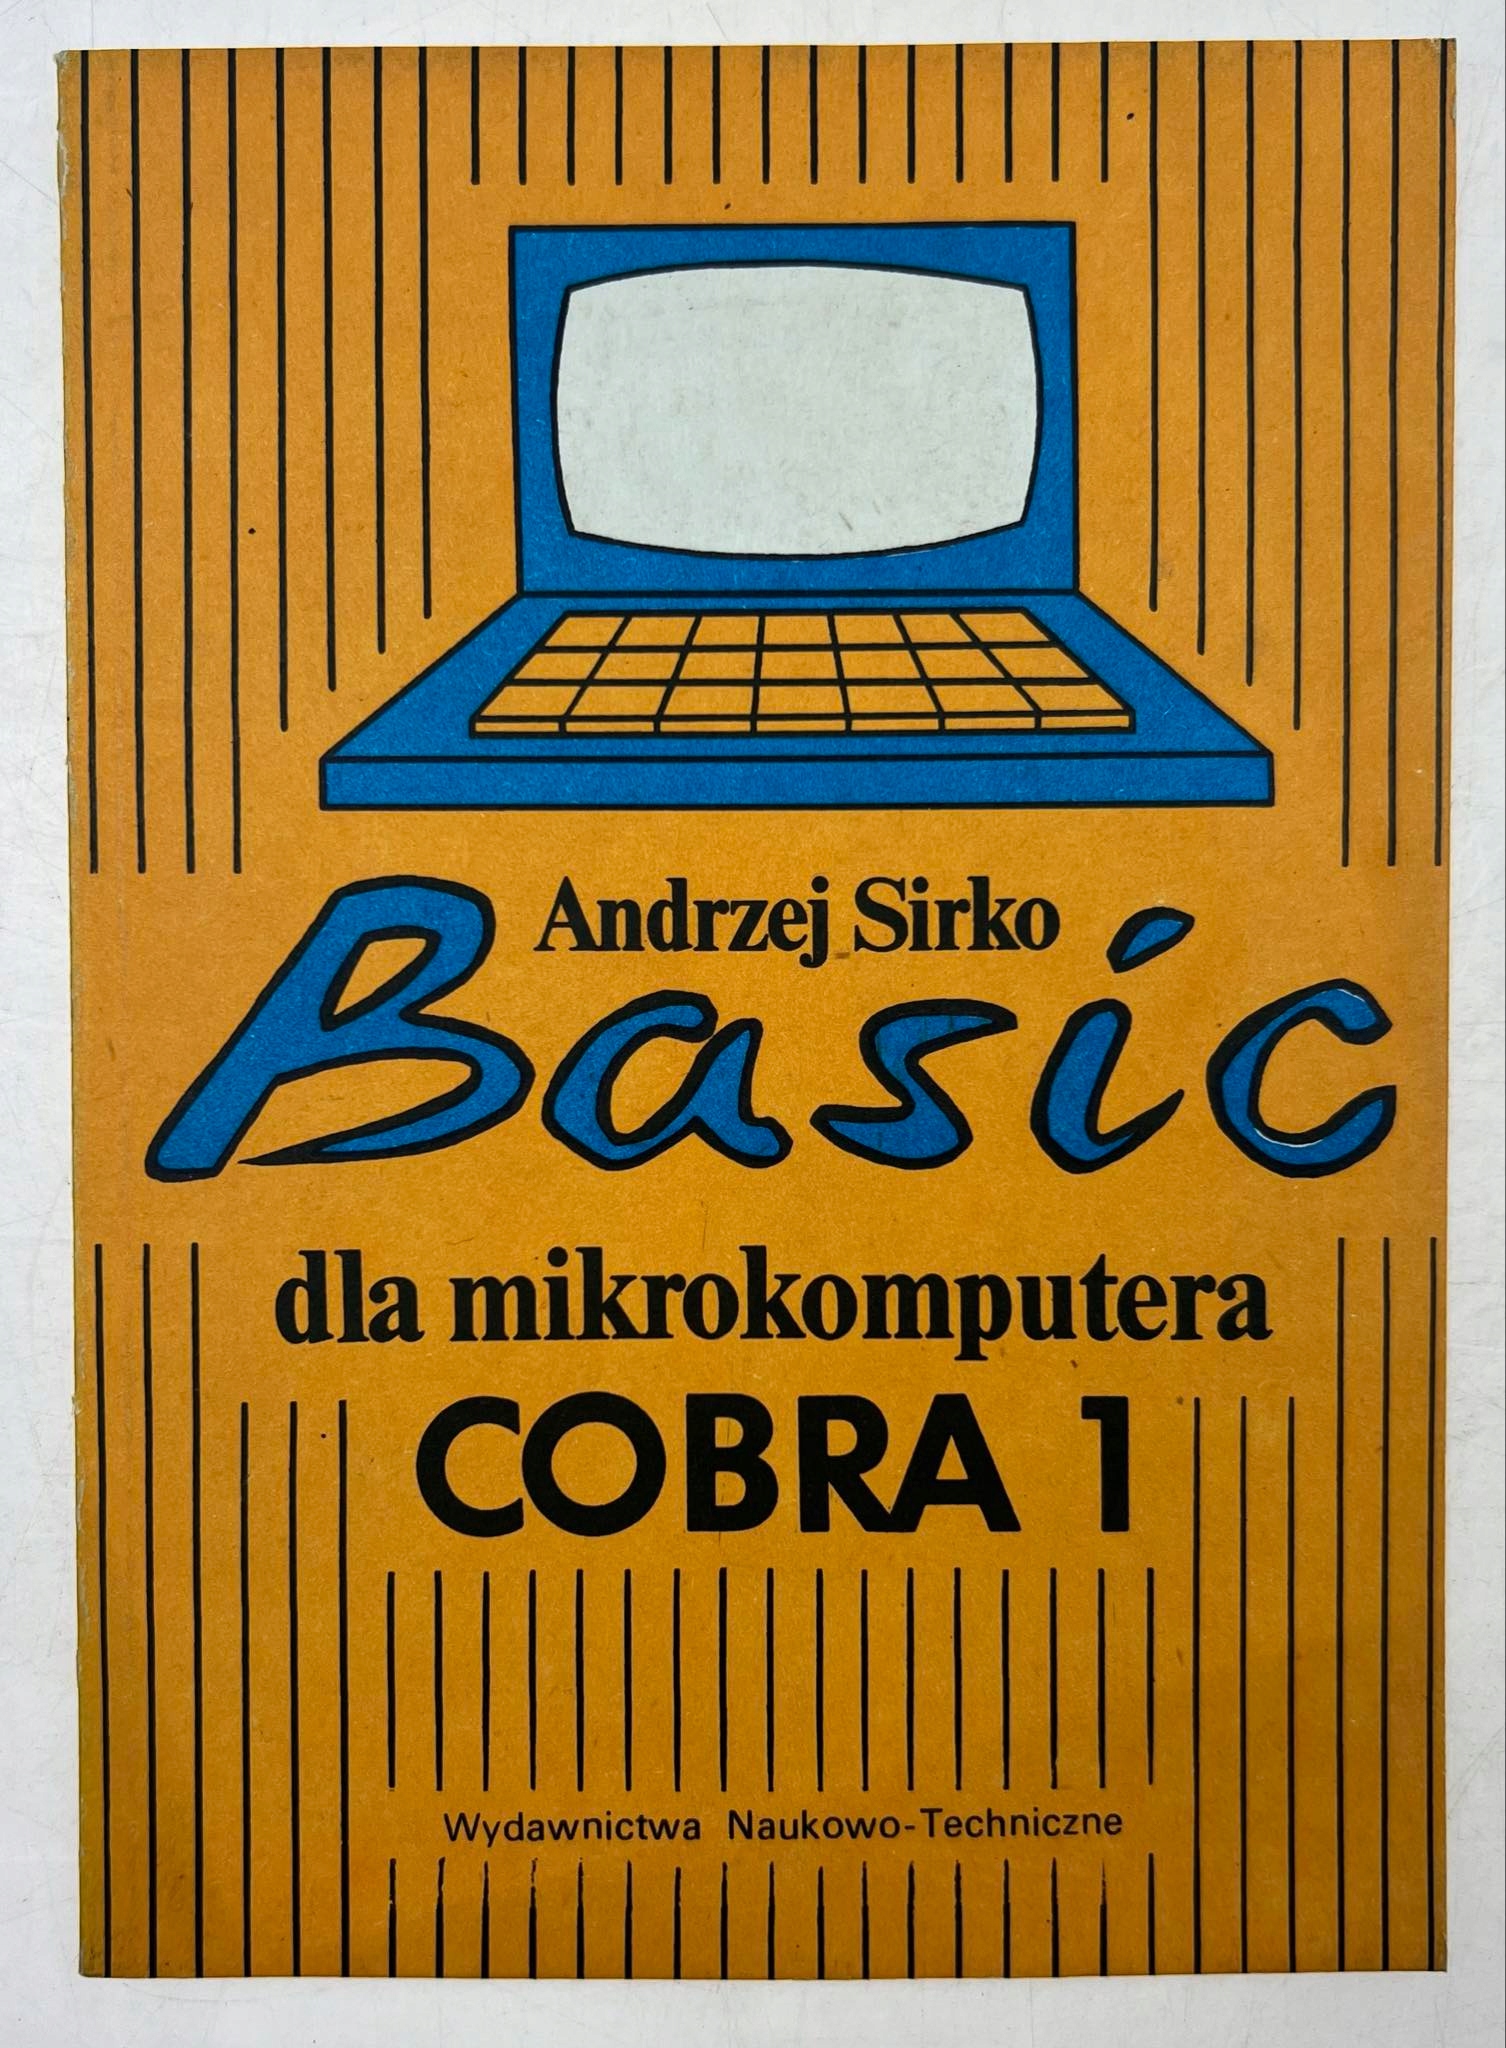 Andrzej Sirko
Basic
dla mikrokomputera
COBRA 1
Wydawnictwa Naukowo-Techniczne